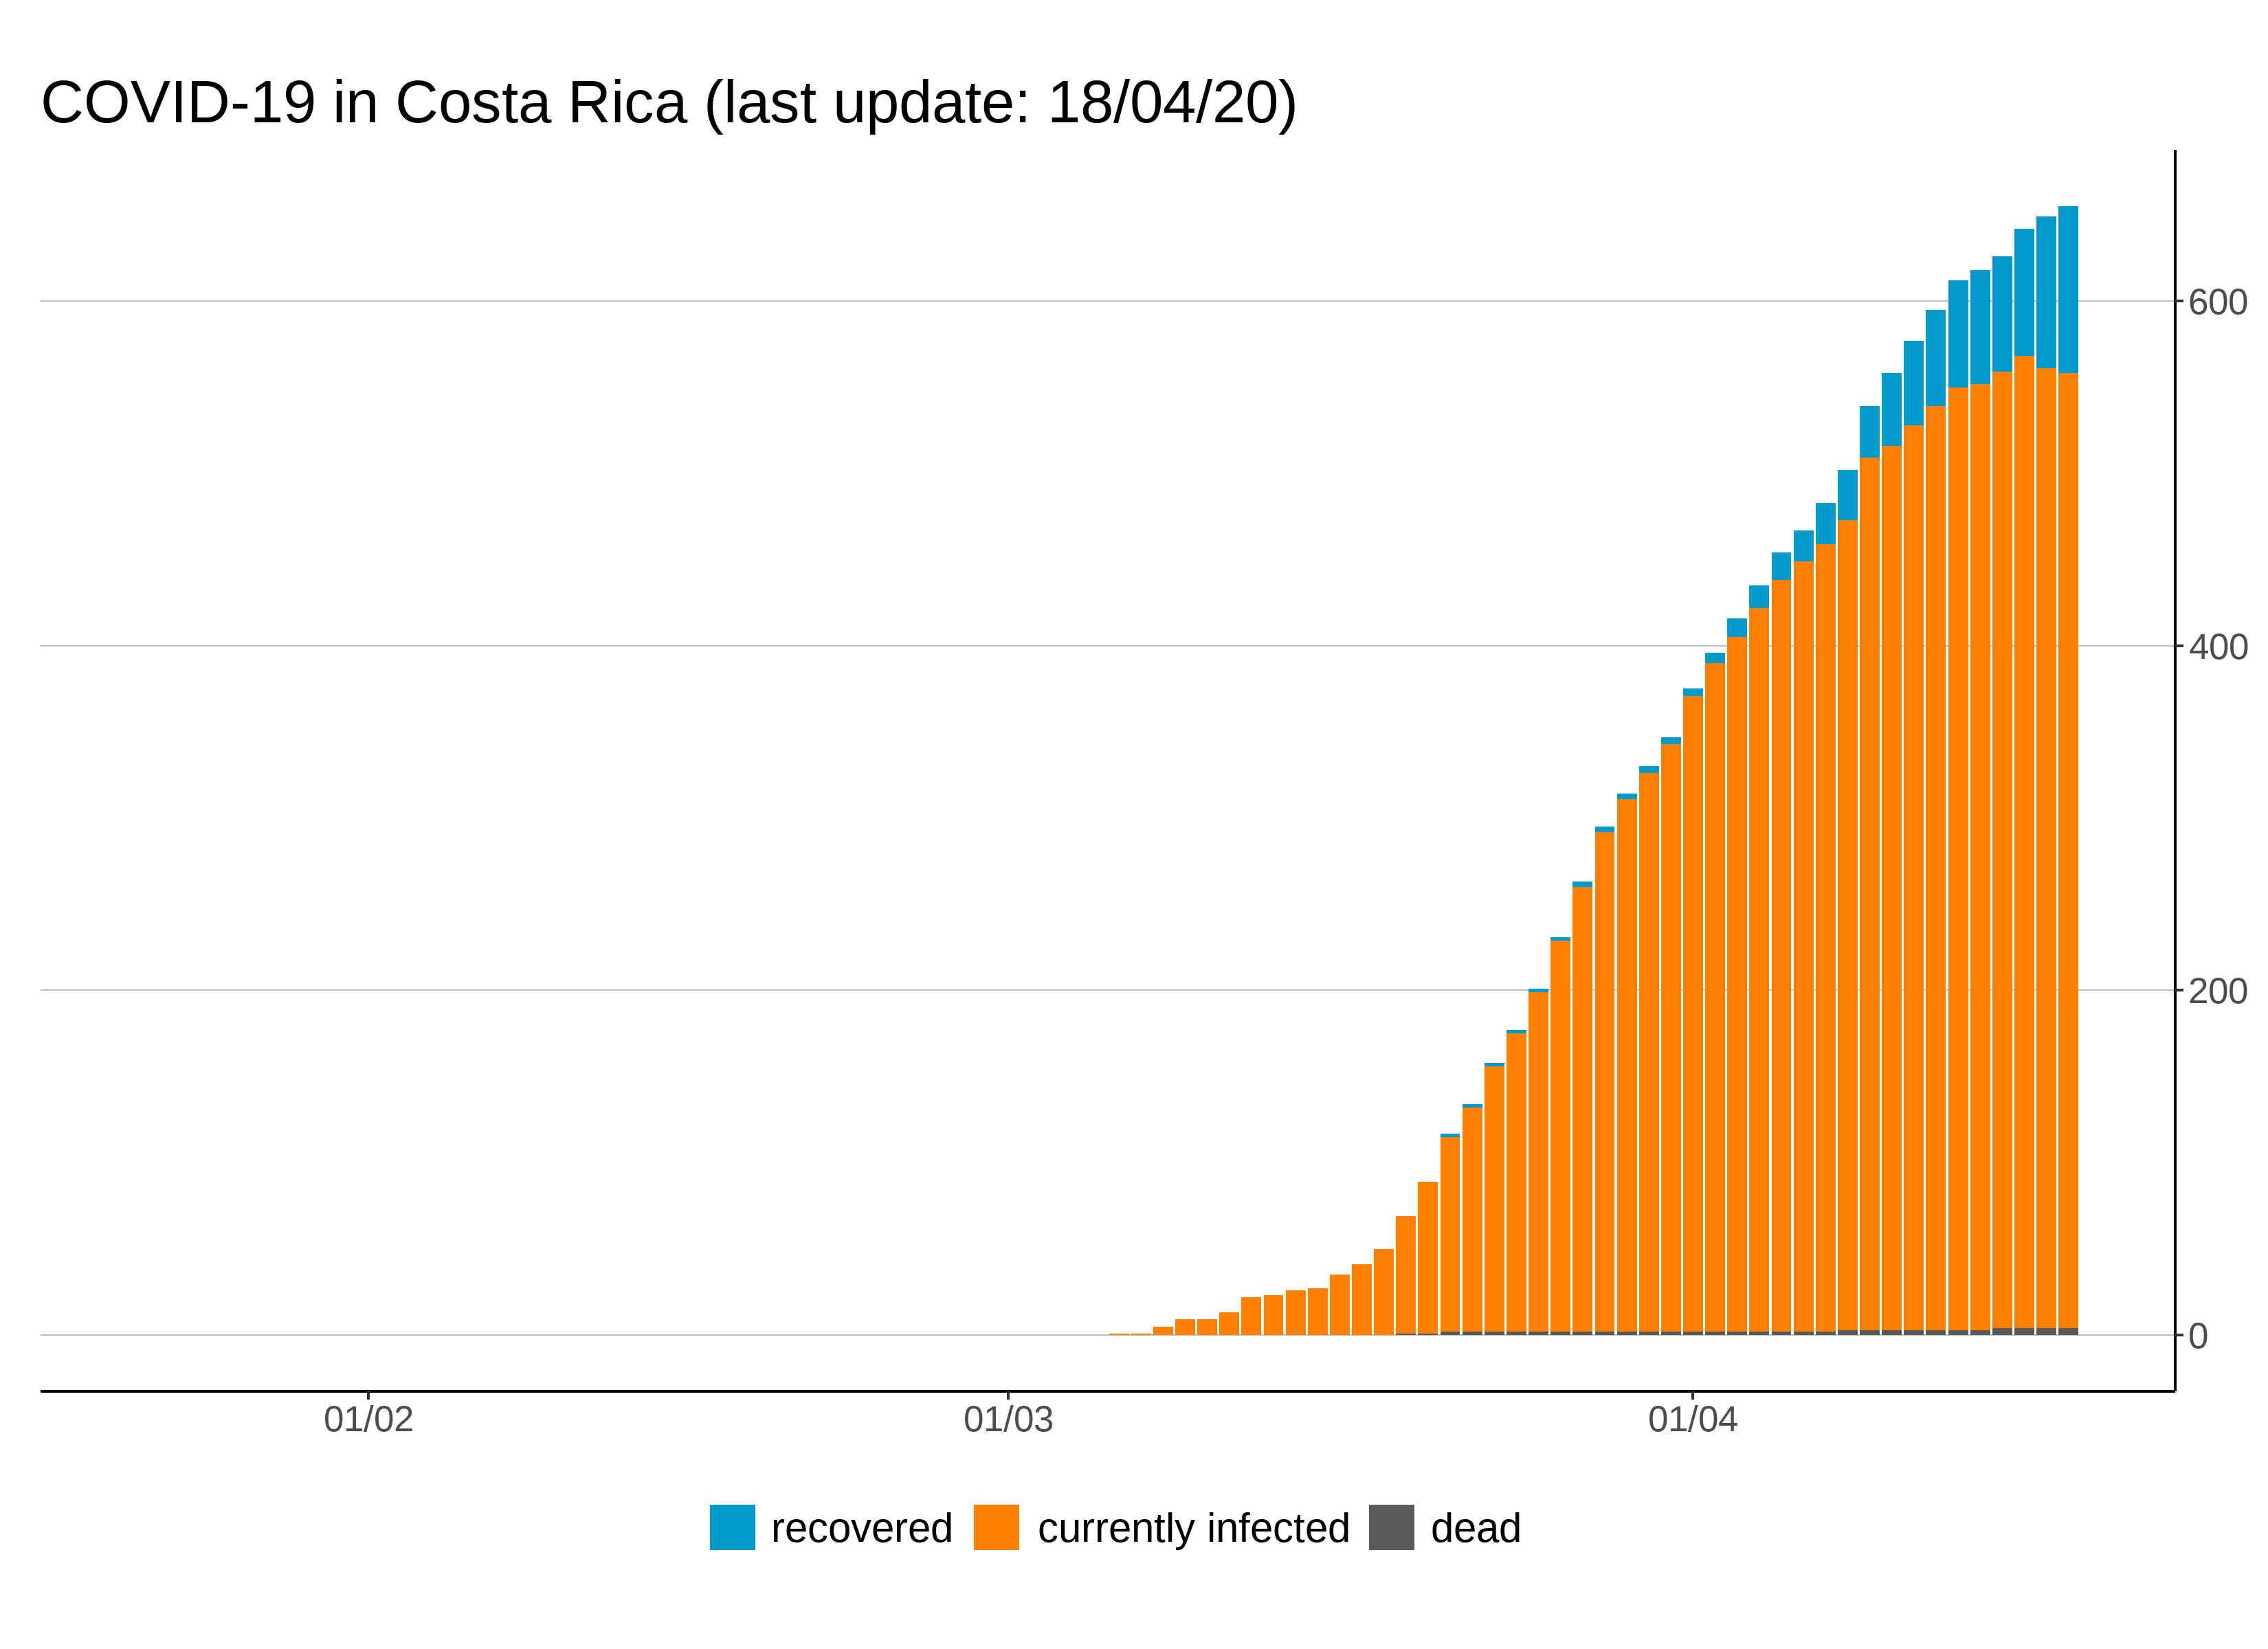 COVID-19 in Costa Rica (last update: 18/04/20)
600
400
200
0
01/02 01/03 01/04
recovered currently infected dead